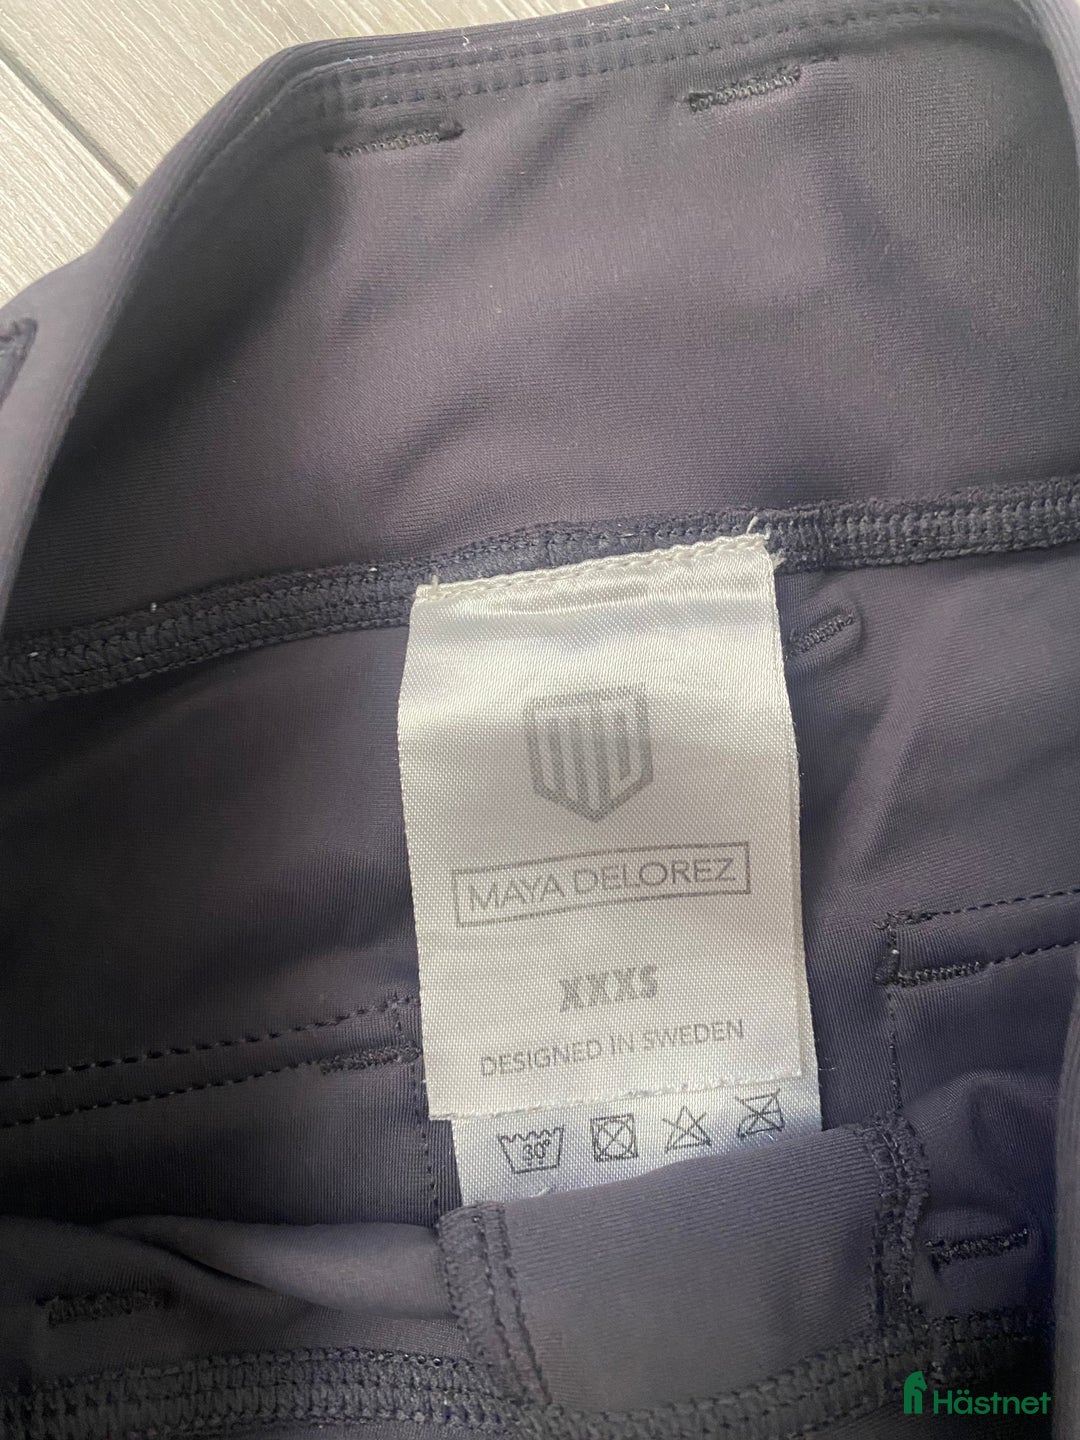 MAYA DELOREZ
XXXS
DESIGNED IN SWEDEN
30°
Hästnet